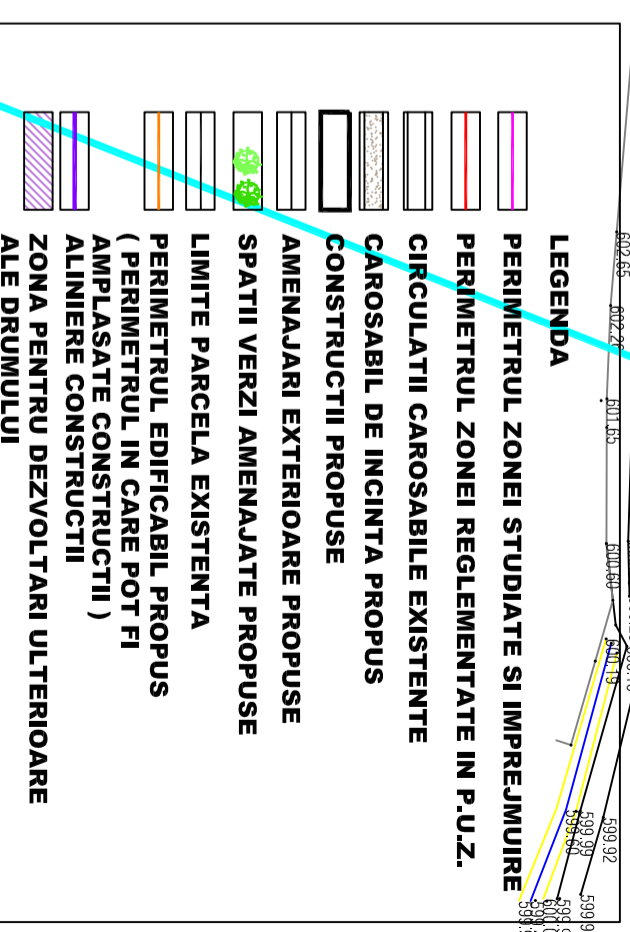 LEGENDA
PERIMETRUL ZONEI STUDIATE SI IMPREJMUIRE
PERIMETRUL ZONEI REGLEMENTATE IN P.U.Z.
CIRCULATII CAROSABILE EXISTENTE
CAROSABIL DE INCINTA PROPUS
CONSTRUCTII PROPUSE
AMENAJARI EXTERIOARE PROPUSE
SPATII VERZI AMENAJATE PROPUSE
LIMITE PARCELA EXISTENTA
PERIMETRUL EDIFICABIL PROPUS
( PERIMETRUL IN CARE POT FI
AMPLASATE CONSTRUCTII )
ALINIERE CONSTRUCTII
ZONA PENTRU DEZVOLTARI ULTERIOARE
ALE DRUMULUI
602.65
602.26
601.65
600.60
600.19
599.92
599.99
599.60